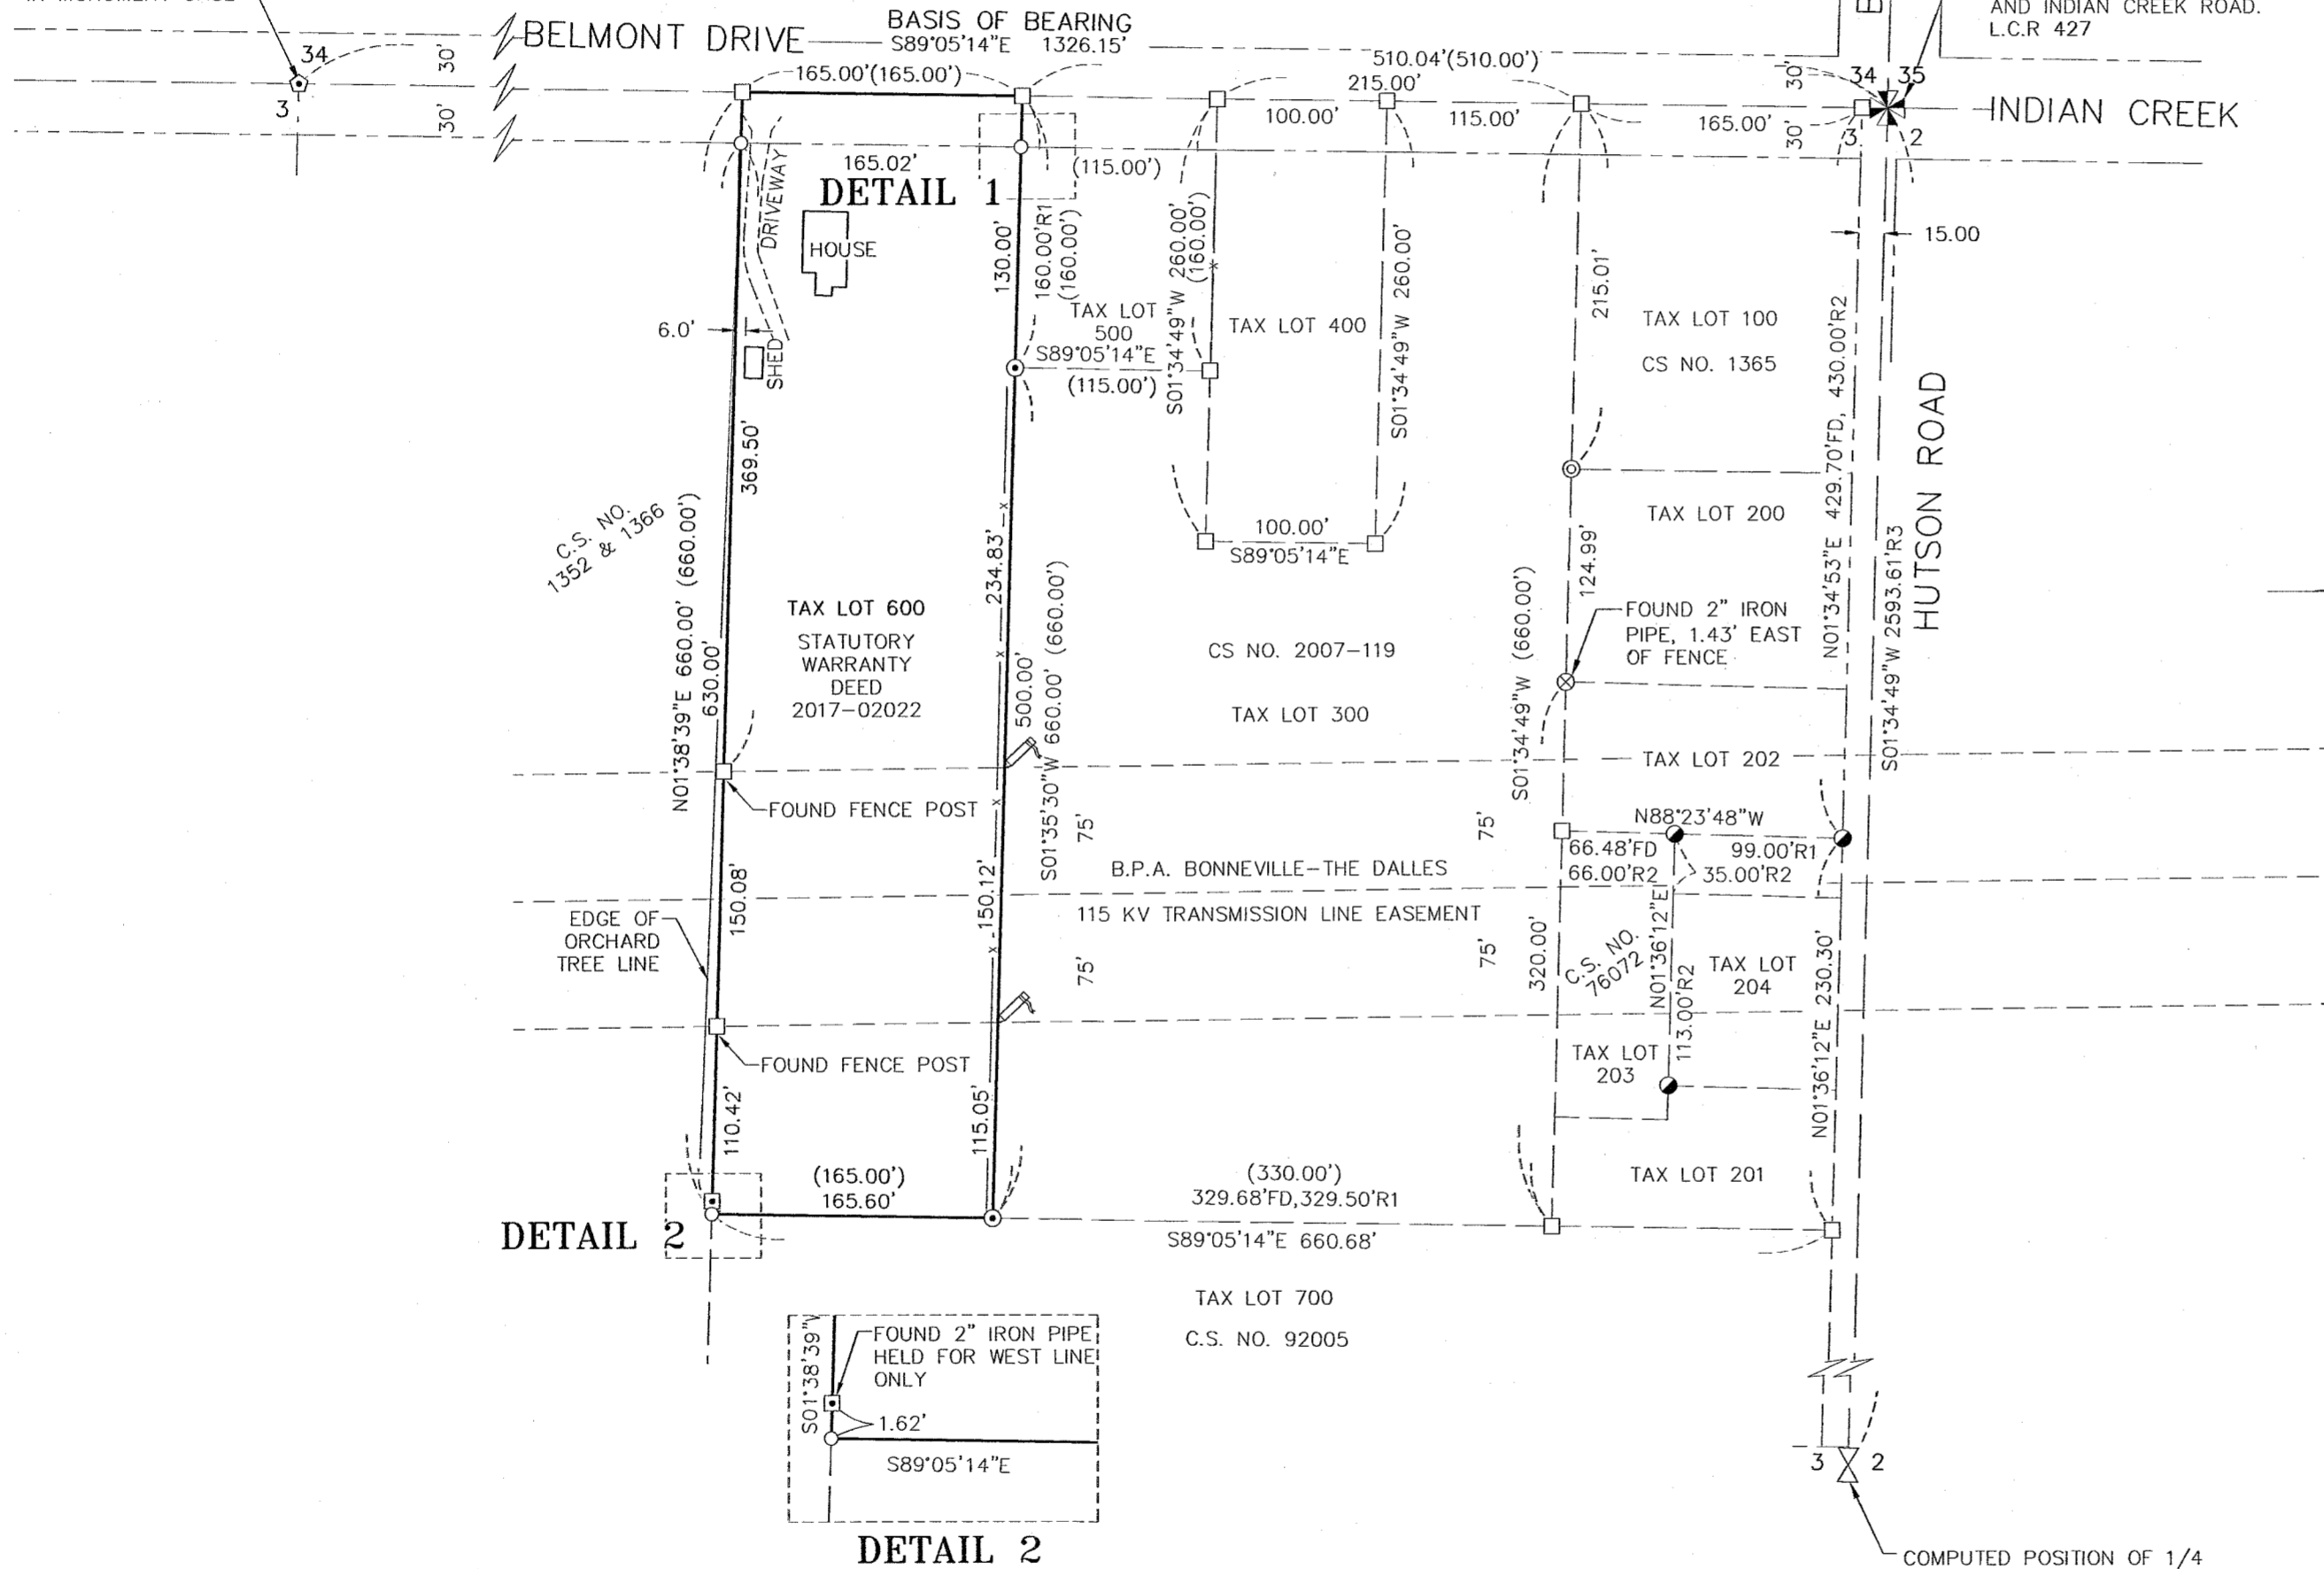 AND INDIAN CREEK ROAD.
L.C.R 427
BELMONT DRIVE
BASIS OF BEARING
S89°05'14"E 1326.15'
34
3
30'
30'
165.00'(165.00')
510.04'(510.00')
215.00'
100.00'
115.00'
165.00'
30'
30'
34 35
3 2
INDIAN CREEK
165.02'
(115.00')
DETAIL 1
DRIVEWAY
HOUSE
130.00'
160.00'R1
(160.00')
TAX LOT
500
S89°05'14"E
(115.00')
S01°34'49"W 260.00'
(160.00')
TAX LOT 400
S01°34'49"W 260.00'
215.01'
TAX LOT 100
CS NO. 1365
15.00
6.0'
SHED
369.50'
N01°34'53"E 429.70'FD, 430.00'R2
HUTSON ROAD
S01°34'49"W 2593.61'R3
TAX LOT 200
124.99'
100.00'
S89°05'14"E
C.S. NO.
1352 & 1366
N01°38'39"E 660.00' (660.00')
630.00'
TAX LOT 600
STATUTORY
WARRANTY
DEED
2017-02022
234.83'
500.00'
S01°35'30"W 660.00' (660.00')
CS NO. 2007-119
TAX LOT 300
S01°34'49"W (660.00')
FOUND 2" IRON
PIPE, 1.43' EAST
OF FENCE
TAX LOT 202
FOUND FENCE POST
75'
75'
N88°23'48"W
66.48'FD
66.00'R2
99.00'R1
35.00'R2
B.P.A. BONNEVILLE-THE DALLES
115 KV TRANSMISSION LINE EASEMENT
150.08'
150.12'
EDGE OF
ORCHARD
TREE LINE
75'
75'
320.00'
C.S. NO.
76072
N01°36'12"E
113.00'R2
TAX LOT
204
N01°36'12"E 230.30'
TAX LOT
203
FOUND FENCE POST
110.42'
115.05'
(165.00')
165.60'
(330.00')
329.68'FD,329.50'R1
S89°05'14"E 660.68'
TAX LOT 201
DETAIL 2
TAX LOT 700
C.S. NO. 92005
S01°38'39"W
FOUND 2" IRON PIPE
HELD FOR WEST LINE
ONLY
1.62'
S89°05'14"E
DETAIL 2
3 2
COMPUTED POSITION OF 1/4